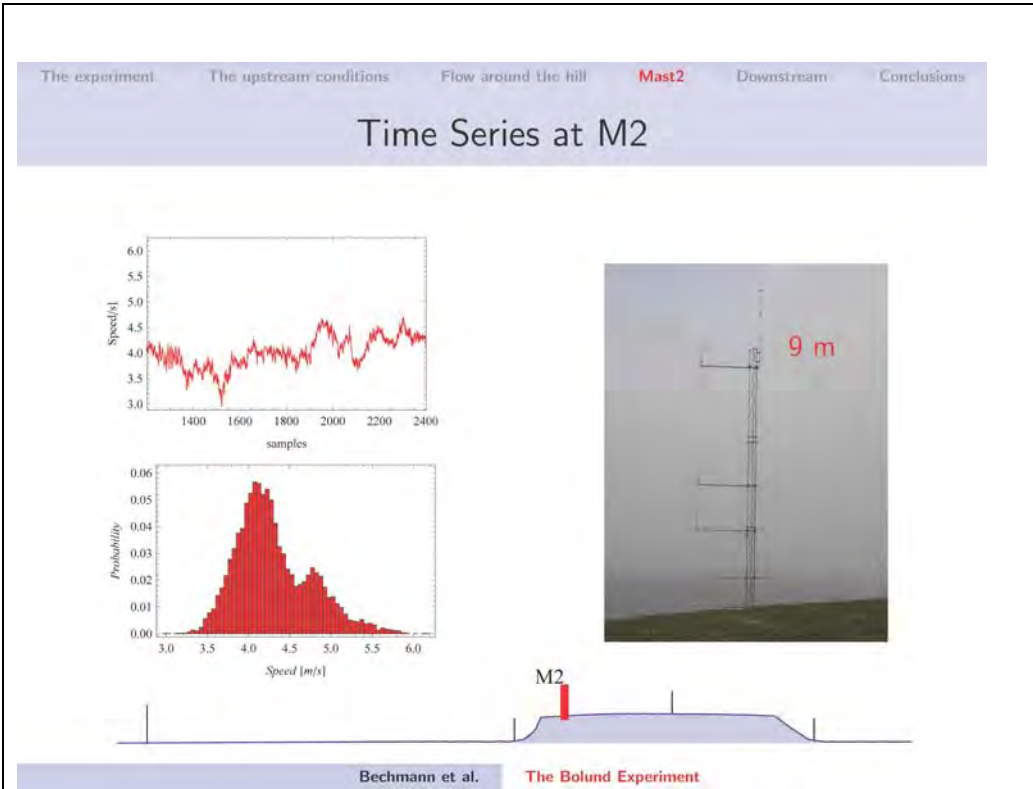 The experiment The upstream conditions Flow around the hill Mast2 Downstream Conclusions
Time Series at M2
6.0
5.5
5.0
4.5
4.0
3.5
3.0
Speed/s]
1400 1600 1800 2000 2200 2400
samples
0.06
0.05
0.04
0.03
0.02
0.01
0.00
Probability
3.0 3.5 4.0 4.5 5.0 5.5 6.0
Speed [m/s]
9 m
M2
Bechmann et al. The Bolund Experiment